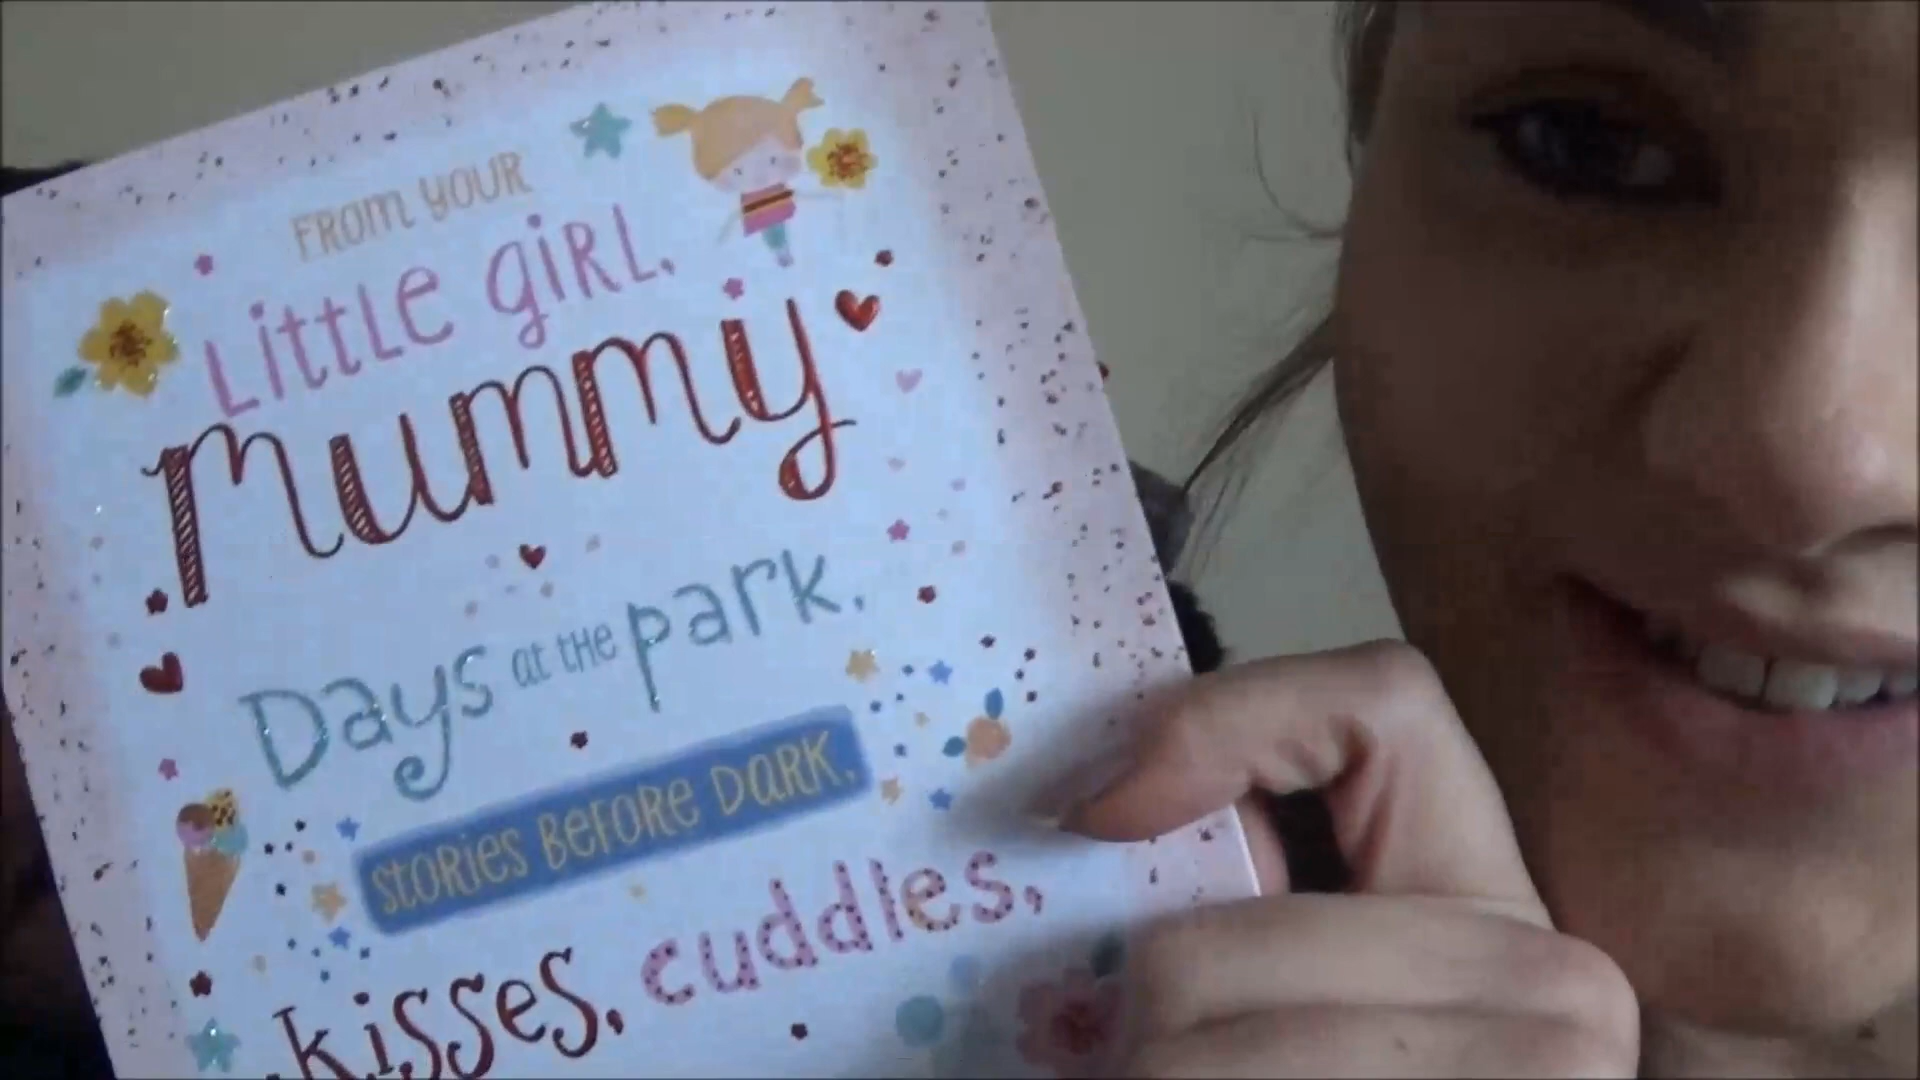 FROM YOUR
LittLE giRL,
mummy
Days at tHe park,
stORies BeFORe DaRK,
kisses, cuddles,